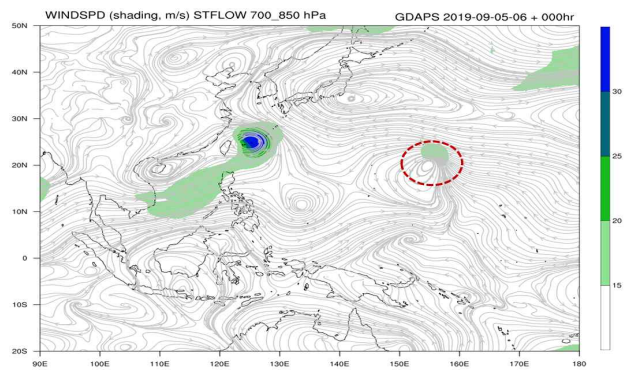 WINDSPD (shading, m/s) STFLOW 700_850 hPa GDAPS 2019-09-05-06 + 000hr
50N
40N
30N
20N
10N
0
10S
20S
90E 100E 110E 120E 130E 140E 150E 160E 170E 180
30
25
20
15